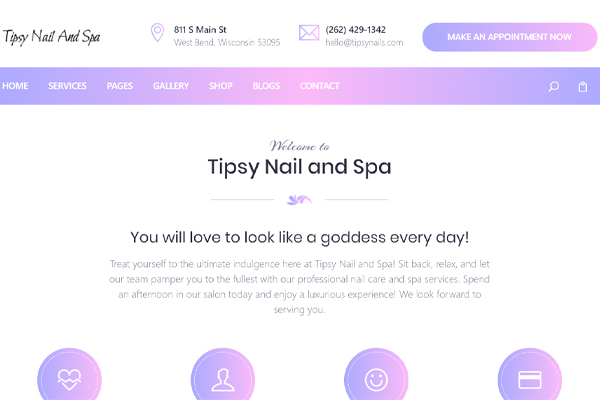 Tipsy Nail And Spa
811 S Main St
West Bend, Wisconsin 53095
(262) 429-1342
hello@tipsynails.com
MAKE AN APPOINTMENT NOW
HOME SERVICES PAGES GALLERY SHOP BLOGS CONTACT
Welcome to
Tipsy Nail and Spa
You will love to look like a goddess every day!
Treat yourself to the ultimate indulgence here at Tipsy Nail and Spa! Sit back, relax, and let
our team pamper you to the fullest with our professional nail care and spa services. Spend
an afternoon in our salon today and enjoy a luxurious experience! We look forward to
serving you.